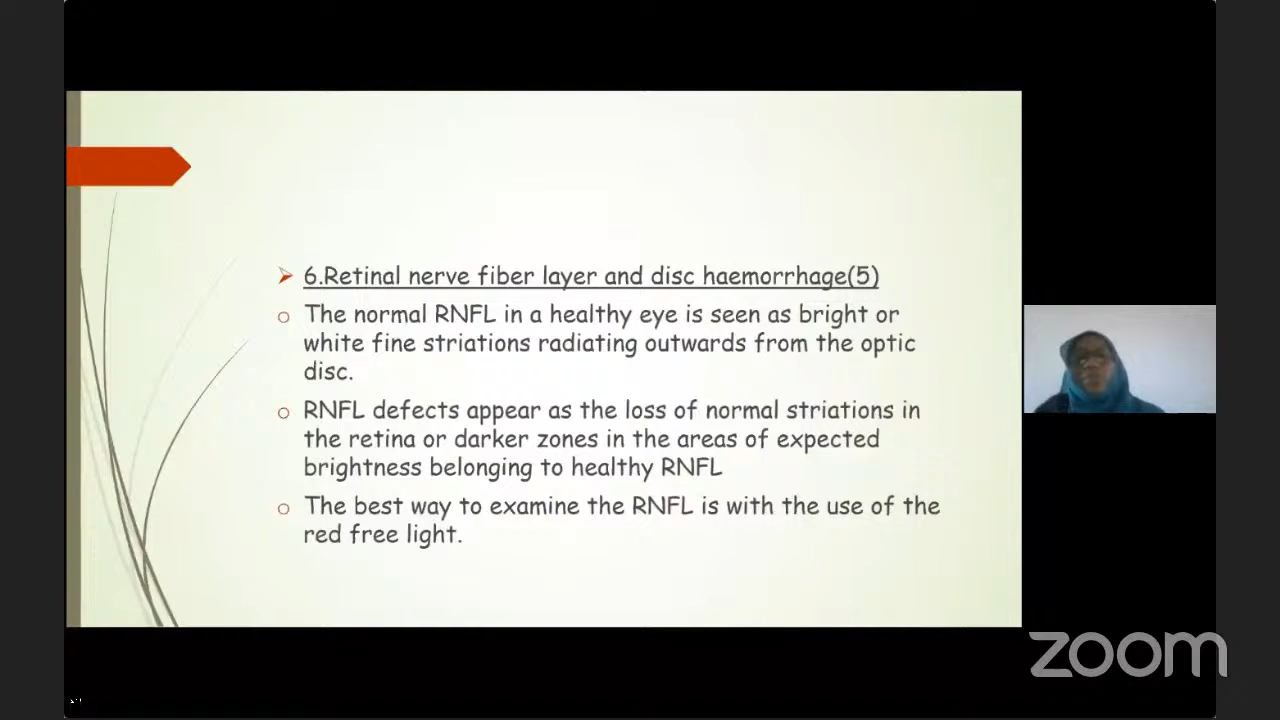 6.Retinal nerve fiber layer and disc haemorrhage(5)
The normal RNFL in a healthy eye is seen as bright or
white fine striations radiating outwards from the optic
disc.
RNFL defects appear as the loss of normal striations in
the retina or darker zones in the areas of expected
brightness belonging to healthy RNFL
The best way to examine the RNFL is with the use of the
red free light.
zoom